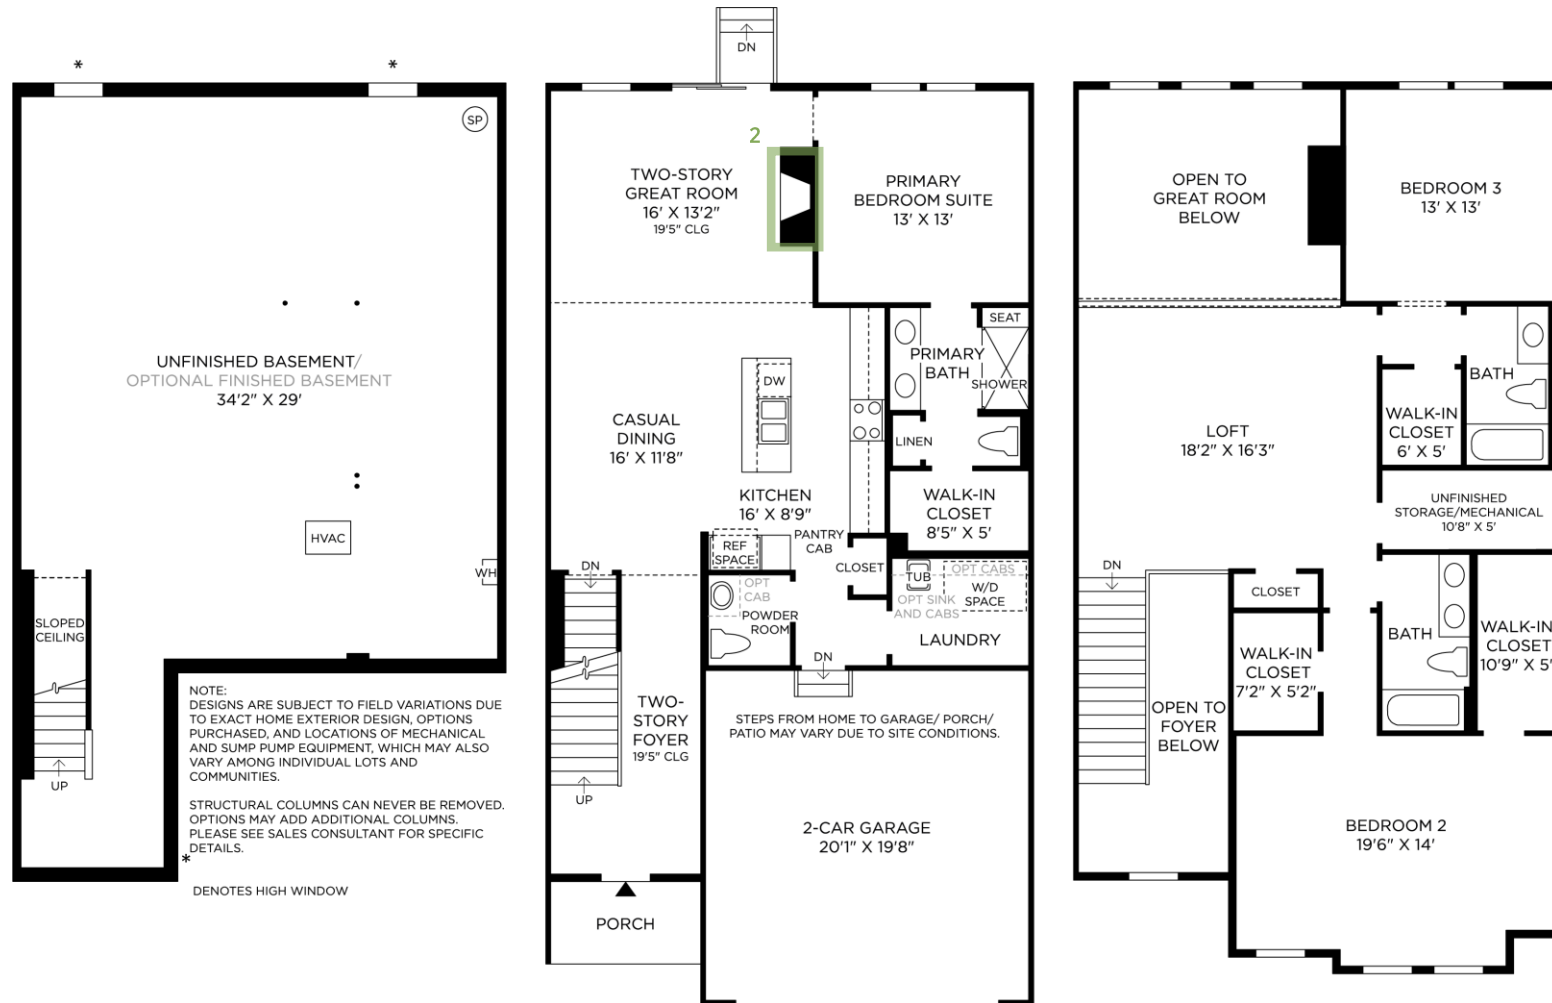 *
*
SP
UNFINISHED BASEMENT/
OPTIONAL FINISHED BASEMENT
34'2" X 29'
HVAC
WH
SLOPED
CEILING
UP
NOTE:
DESIGNS ARE SUBJECT TO FIELD VARIATIONS DUE
TO EXACT HOME EXTERIOR DESIGN, OPTIONS
PURCHASED, AND LOCATIONS OF MECHANICAL
AND SUMP PUMP EQUIPMENT, WHICH MAY ALSO
VARY AMONG INDIVIDUAL LOTS AND
COMMUNITIES.
STRUCTURAL COLUMNS CAN NEVER BE REMOVED.
OPTIONS MAY ADD ADDITIONAL COLUMNS.
PLEASE SEE SALES CONSULTANT FOR SPECIFIC
DETAILS.
*
DENOTES HIGH WINDOW
DN
2
TWO-STORY
GREAT ROOM
16' X 13'2"
19'5" CLG
PRIMARY
BEDROOM SUITE
13' X 13'
SEAT
PRIMARY
BATH
SHOWER
DW
CASUAL
DINING
16' X 11'8"
LINEN
KITCHEN
16' X 8'9"
WALK-IN
CLOSET
8'5" X 5'
REF
SPACE
PANTRY
CAB
CLOSET
DN
OPT
CAB
POWDER
ROOM
TUB
OPT CABS
W/D
SPACE
OPT SINK
AND CABS
LAUNDRY
DN
TWO-
STORY
FOYER
19'5" CLG
UP
STEPS FROM HOME TO GARAGE/ PORCH/
PATIO MAY VARY DUE TO SITE CONDITIONS.
2-CAR GARAGE
20'1" X 19'8"
PORCH
OPEN TO
GREAT ROOM
BELOW
BEDROOM 3
13' X 13'
BATH
WALK-IN
CLOSET
6' X 5'
LOFT
18'2" X 16'3"
UNFINISHED
STORAGE/MECHANICAL
10'8" X 5'
DN
CLOSET
BATH
WALK-IN
CLOSET
10'9" X 5'
WALK-IN
CLOSET
7'2" X 5'2"
OPEN TO
FOYER
BELOW
BEDROOM 2
19'6" X 14'